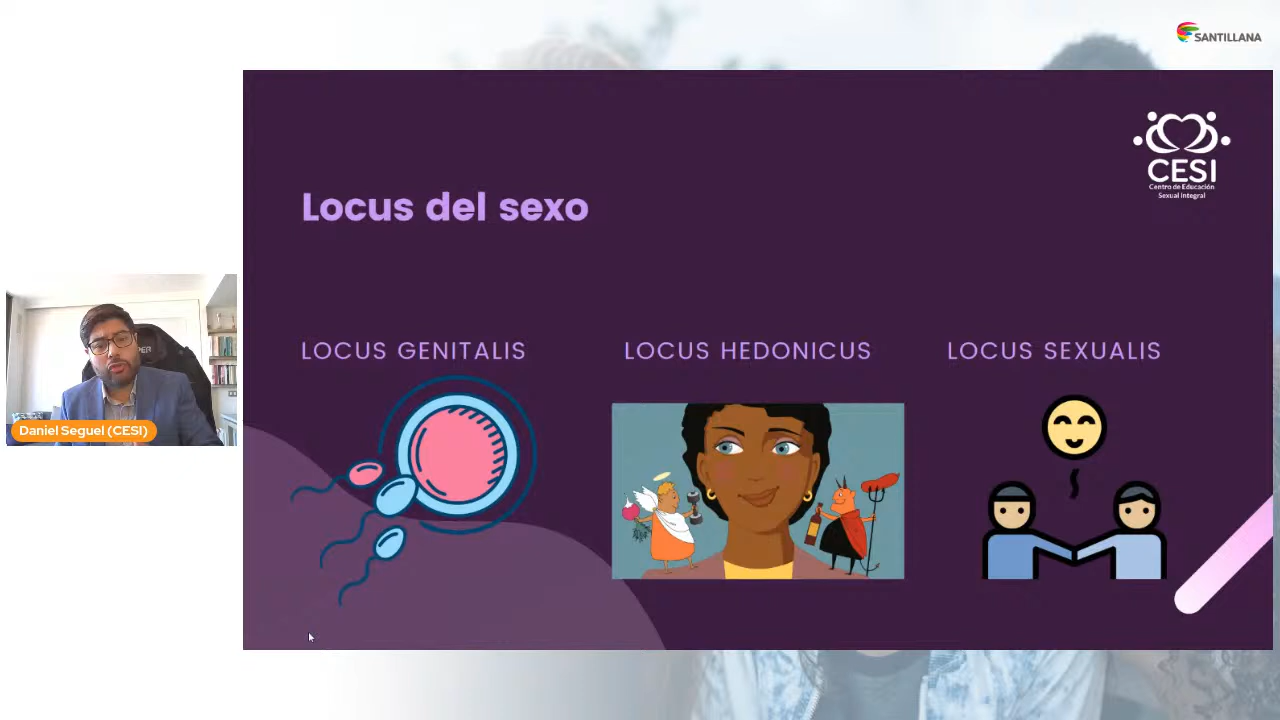 SANTILLANA
CESI
Centro de Educación
Sexual Integral
Locus del sexo
LOCUS GENITALIS
LOCUS HEDONICUS
LOCUS SEXUALIS
Daniel Seguel (CESI)